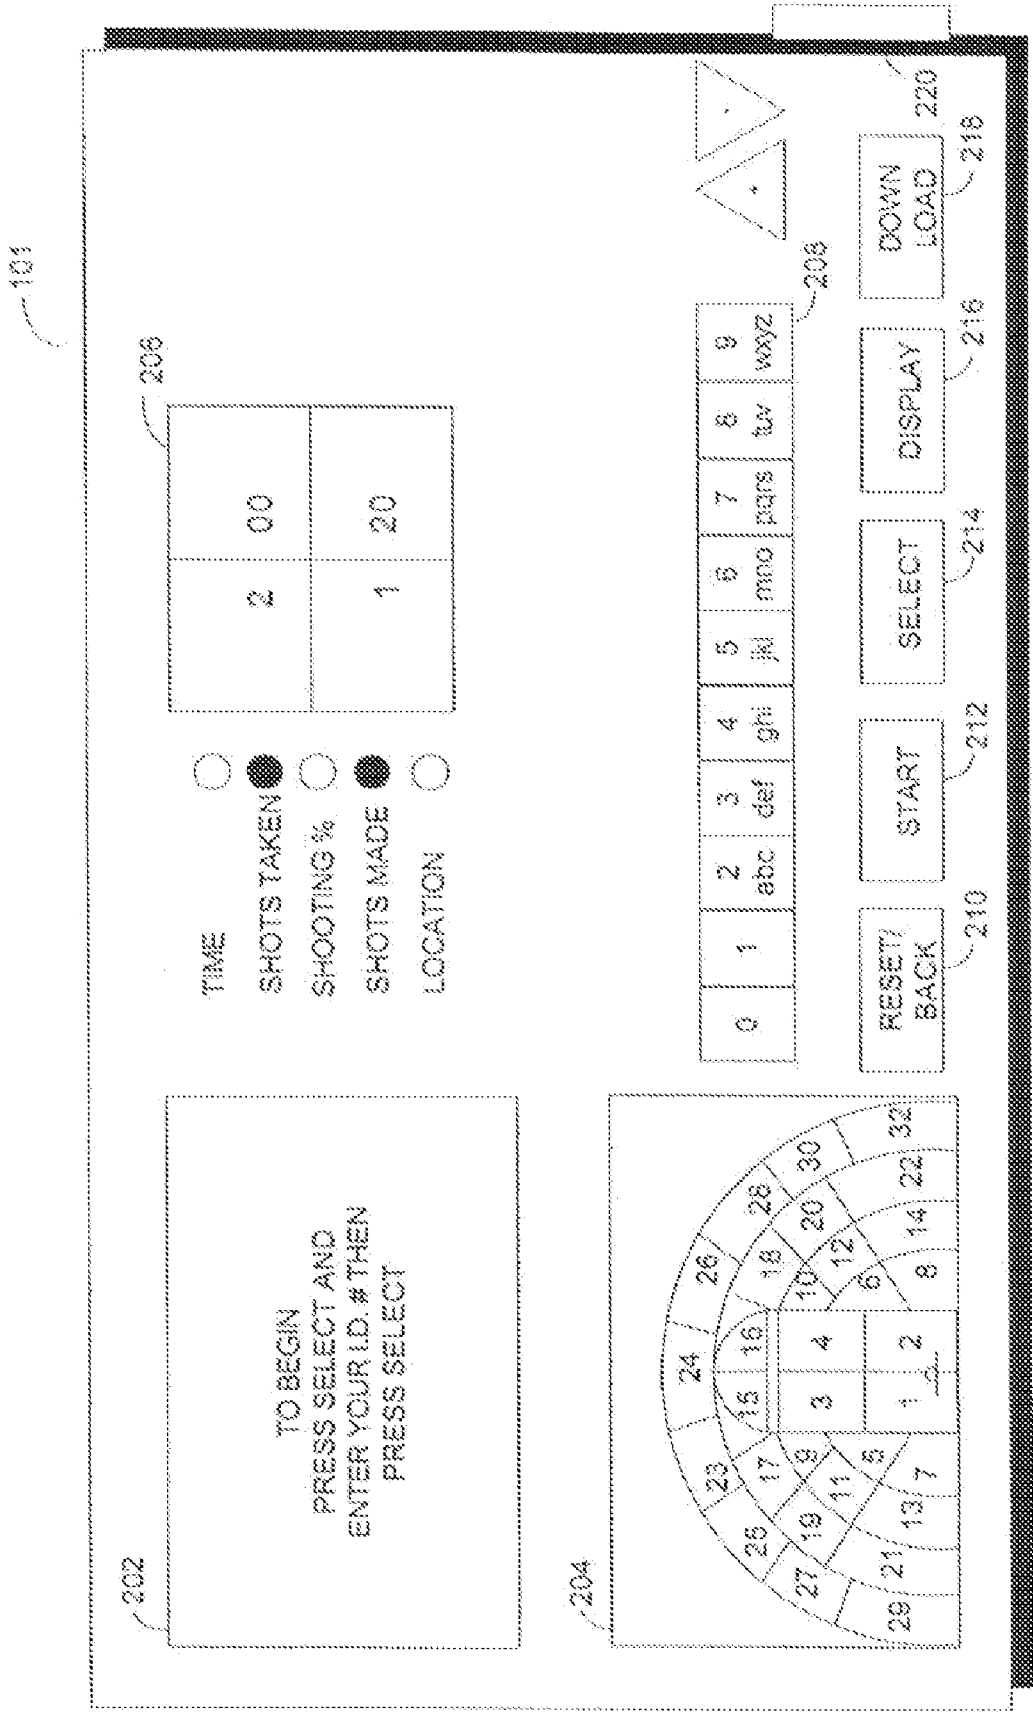 101
202
TO BEGIN
PRESS SELECT AND
ENTER YOUR I.D. # THEN
PRESS SELECT
TIME
SHOTS TAKEN
SHOOTING %
SHOTS MADE
LOCATION
206
2 00
1 20
204
24
23 26
25 15 16 28
17 18
27 19 9 3 4 10 20 30
11 12
29 21 13 5 6 14 22 32
7 1 2 8
0 1 2 3 4 5 6 7 8 9
abc def ghi jkl mno pqrs tuv wxyz
208
+ -
RESET/
BACK
START
SELECT
DISPLAY
DOWN
LOAD
210
212
214
216
218
220